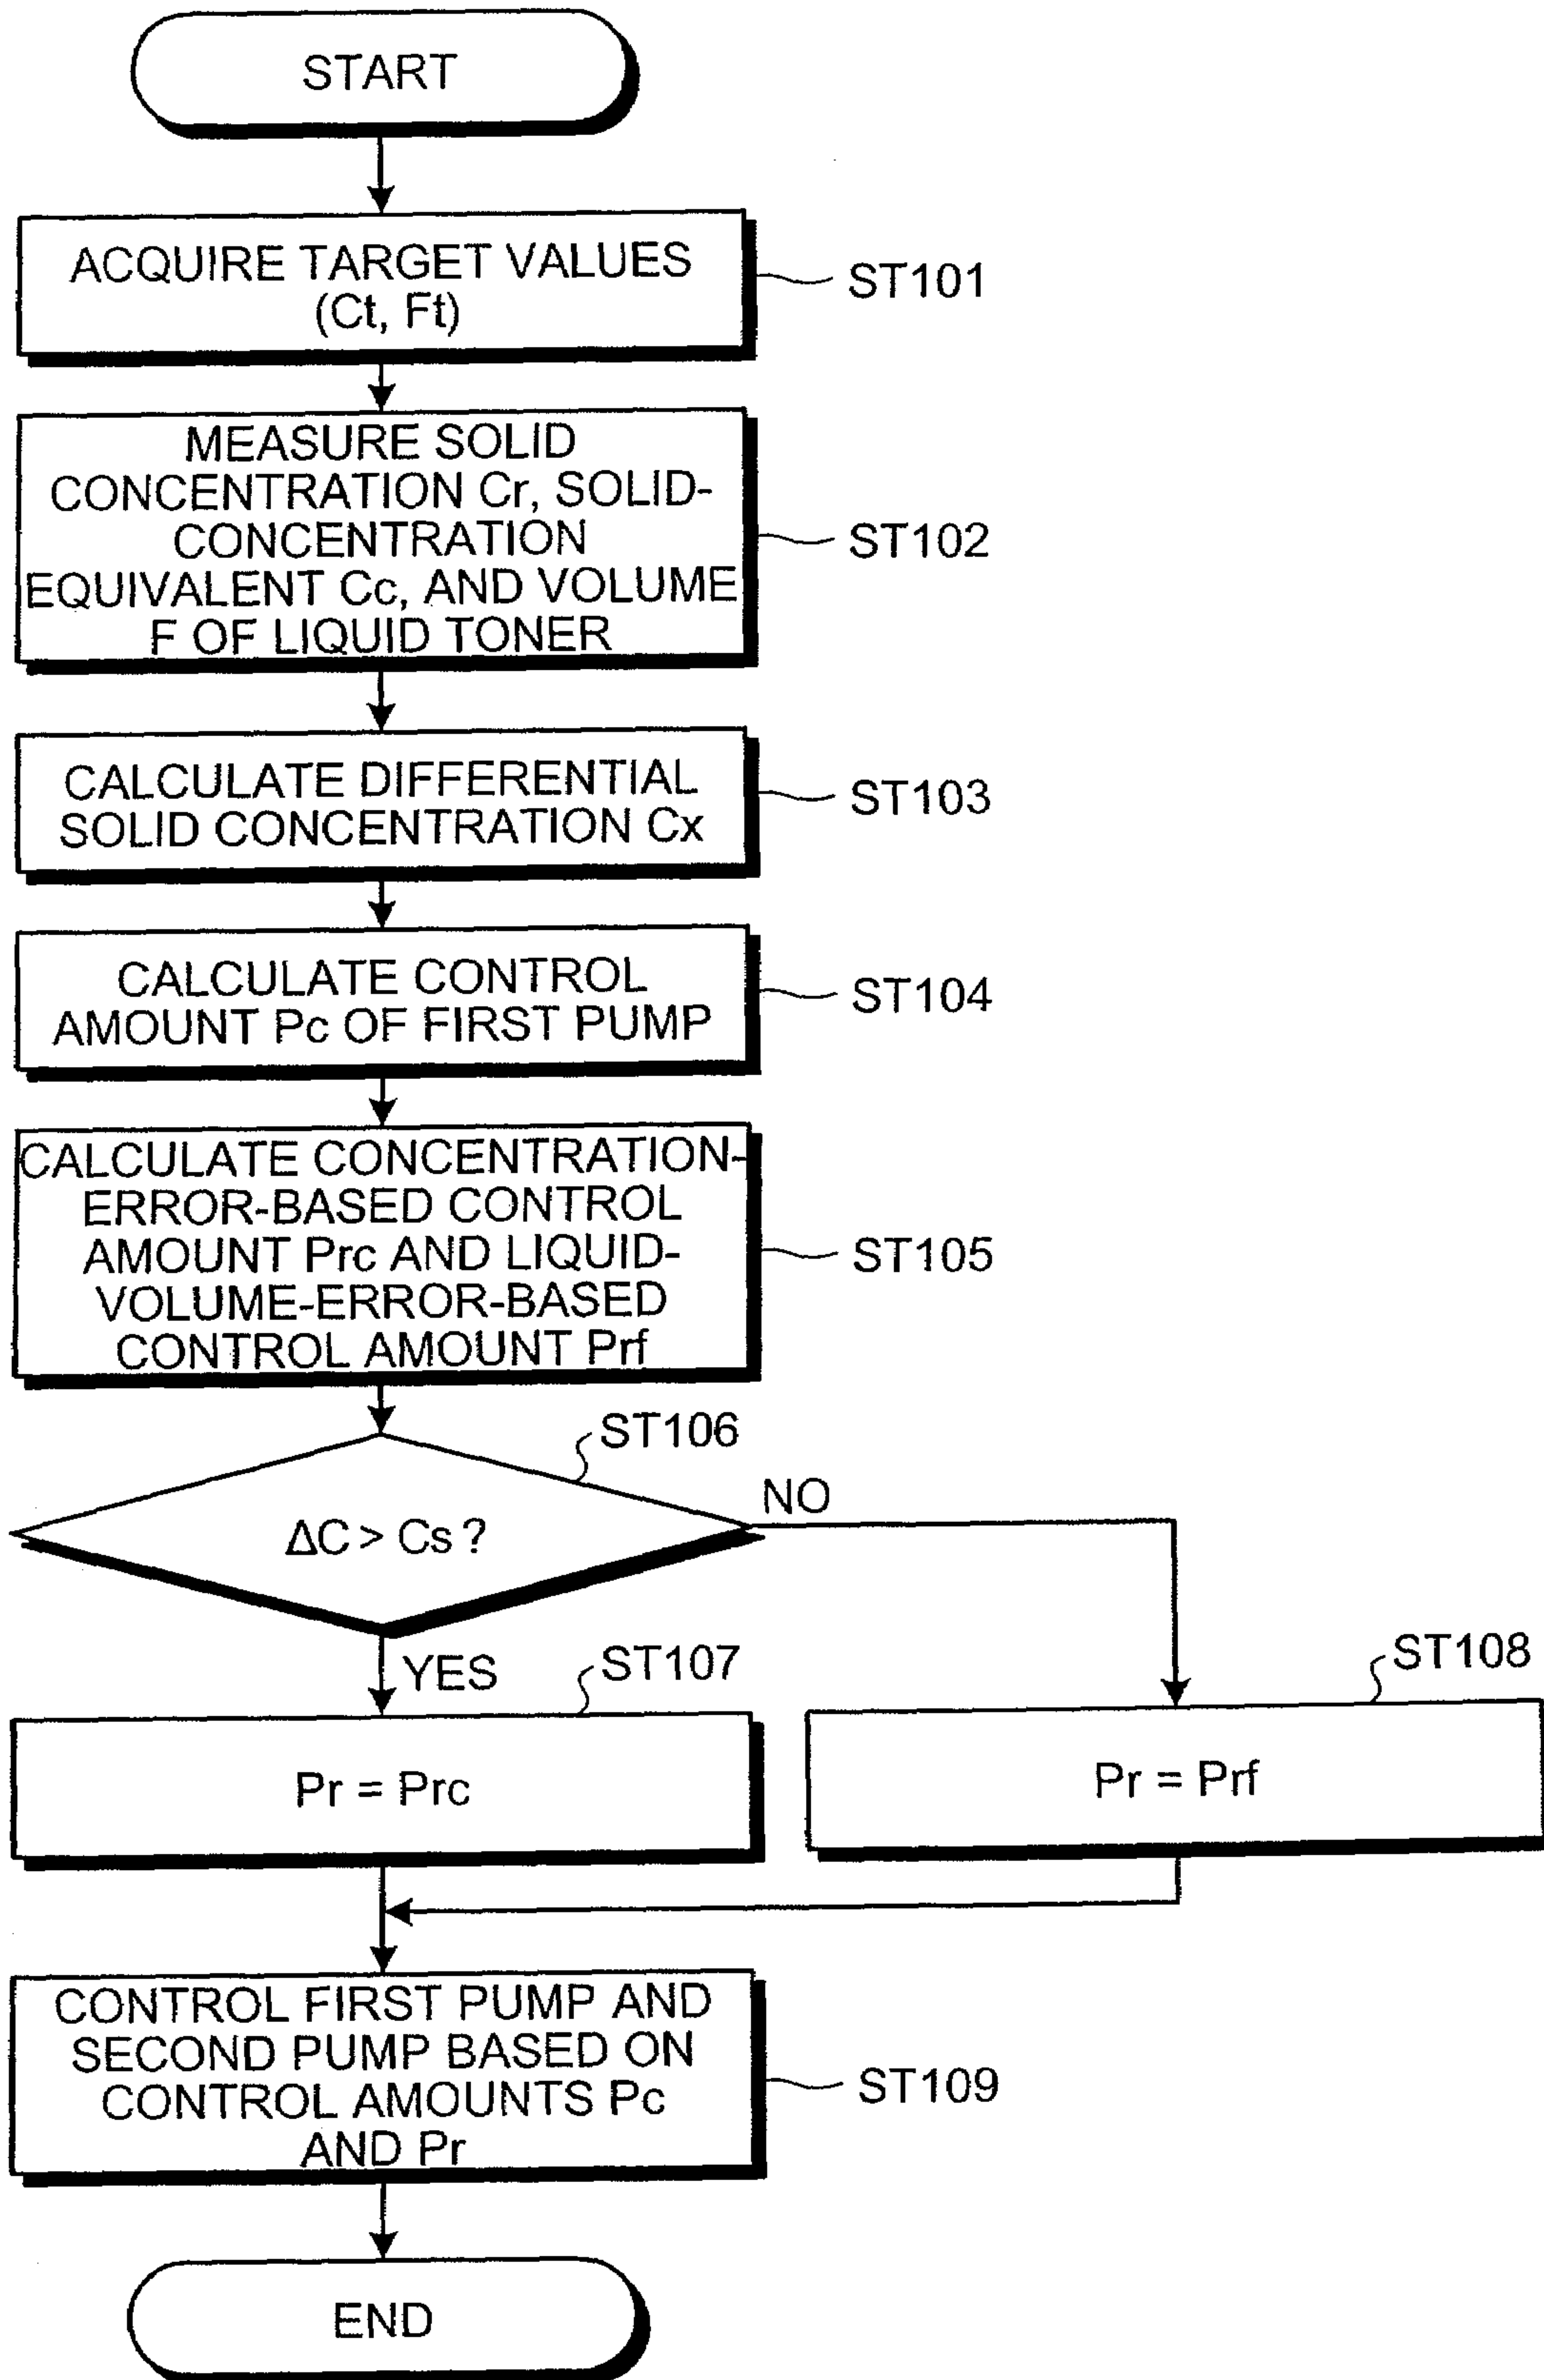 START
ACQUIRE TARGET VALUES
(Ct, Ft)
ST101
MEASURE SOLID
CONCENTRATION Cr, SOLID-
CONCENTRATION
EQUIVALENT Cc, AND VOLUME
F OF LIQUID TONER
ST102
CALCULATE DIFFERENTIAL
SOLID CONCENTRATION Cx
ST103
CALCULATE CONTROL
AMOUNT Pc OF FIRST PUMP
ST104
CALCULATE CONCENTRATION-
ERROR-BASED CONTROL
AMOUNT Prc AND LIQUID-
VOLUME-ERROR-BASED
CONTROL AMOUNT Prf
ST105
ST106
ΔC > Cs ?
NO
YES
ST107
Pr = Prc
ST108
Pr = Prf
CONTROL FIRST PUMP AND
SECOND PUMP BASED ON
CONTROL AMOUNTS Pc
AND Pr
ST109
END